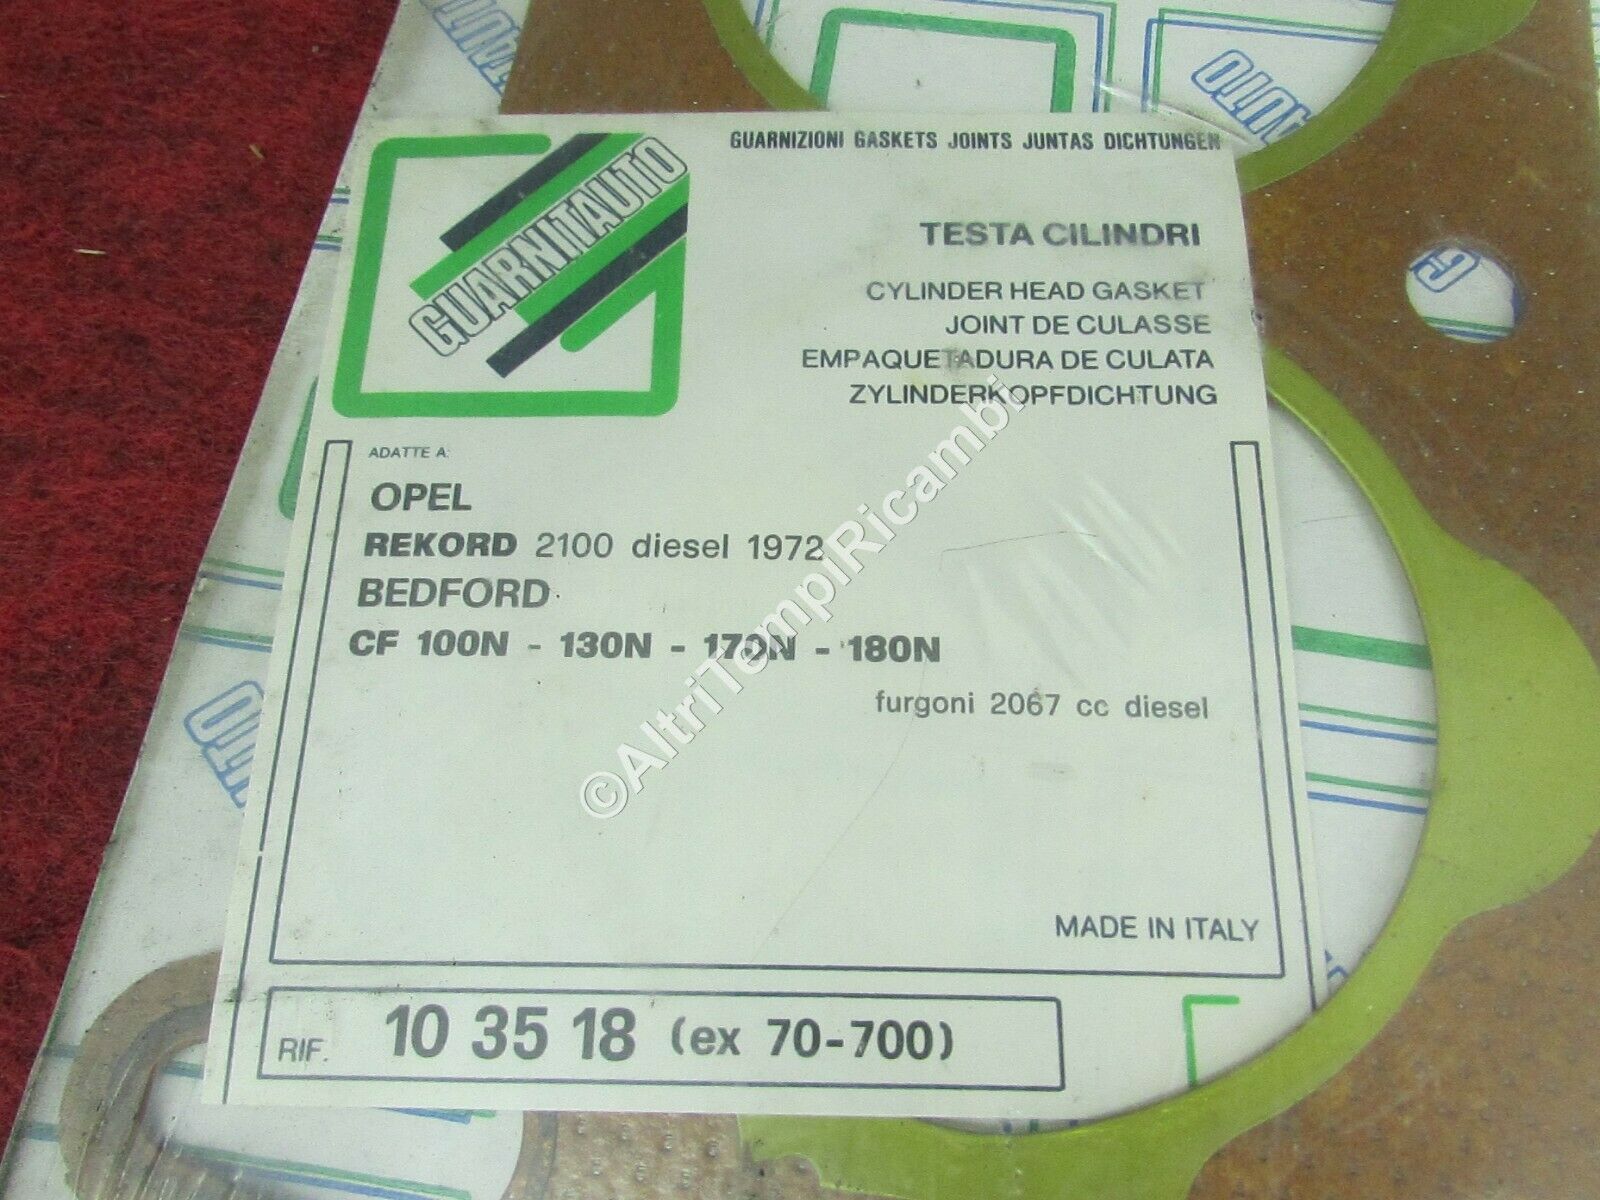 GUARNIZIONI GASKETS JOINTS JUNTAS DICHTUNGEN
GUARNITAUTO
TESTA CILINDRI
CYLINDER HEAD GASKET
JOINT DE CULASSE
EMPAQUETADURA DE CULATA
ZYLINDERKOPFDICHTUNG
ADATTE A:
OPEL
REKORD 2100 diesel 1972
BEDFORD
CF 100N - 130N - 170N - 180N
furgoni 2067 cc diesel
©AltriTempiRicambi
MADE IN ITALY
RIF. 10 35 18 (ex 70-700)